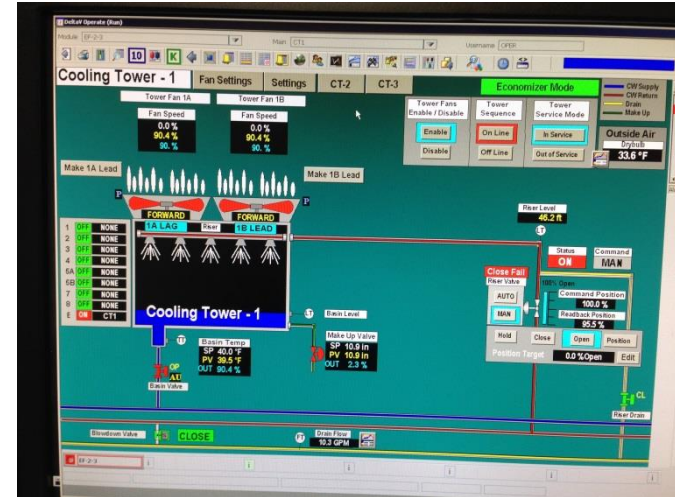 DeltaV Operate (Run)
Module EF-2-3
Main CT1
Username OPER
10
K
Cooling Tower - 1
Fan Settings
Settings
CT-2
CT-3
Economizer Mode
CW Supply
CW Return
Drain
Make Up
Tower Fan 1A
Tower Fan 1B
Fan Speed
0.0 %
90.4 %
90. %
Fan Speed
0.0 %
90.4 %
90. %
Tower Fans
Enable / Disable
Enable
Disable
Tower
Sequence
On Line
Off Line
Tower
Service Mode
In Service
Out of Service
Outside Air
Drybulb
33.6 °F
Make 1A Lead
Make 1B Lead
P
P
FORWARD
FORWARD
1A LAG
Riser
1B LEAD
1 OFF NONE
2 OFF NONE
3 OFF NONE
4 OFF NONE
5A OFF NONE
5B OFF NONE
7 OFF NONE
8 OFF NONE
E ON CT1
Cooling Tower - 1
Riser Level
46.2 ft
LT
Status
ON
Command
MAN
Close Fail
Riser Valve
AUTO
MAN
100% Open
Command Position
100.0 %
Readback Position
95.5 %
Hold
Close
Open
Position
Position Target
0.0 %Open
Edit
LT
Basin Level
TT
Basin Temp
SP 40.0 °F
PV 39.5 °F
OUT 90.4 %
Make Up Valve
SP 10.9 in
PV 10.9 in
OUT 2.3 %
OP
AU
Basin Valve
CL
Riser Drain
Blowdown Valve
CLOSE
FT
Drain Flow
10.3 GPM
EF-2-3